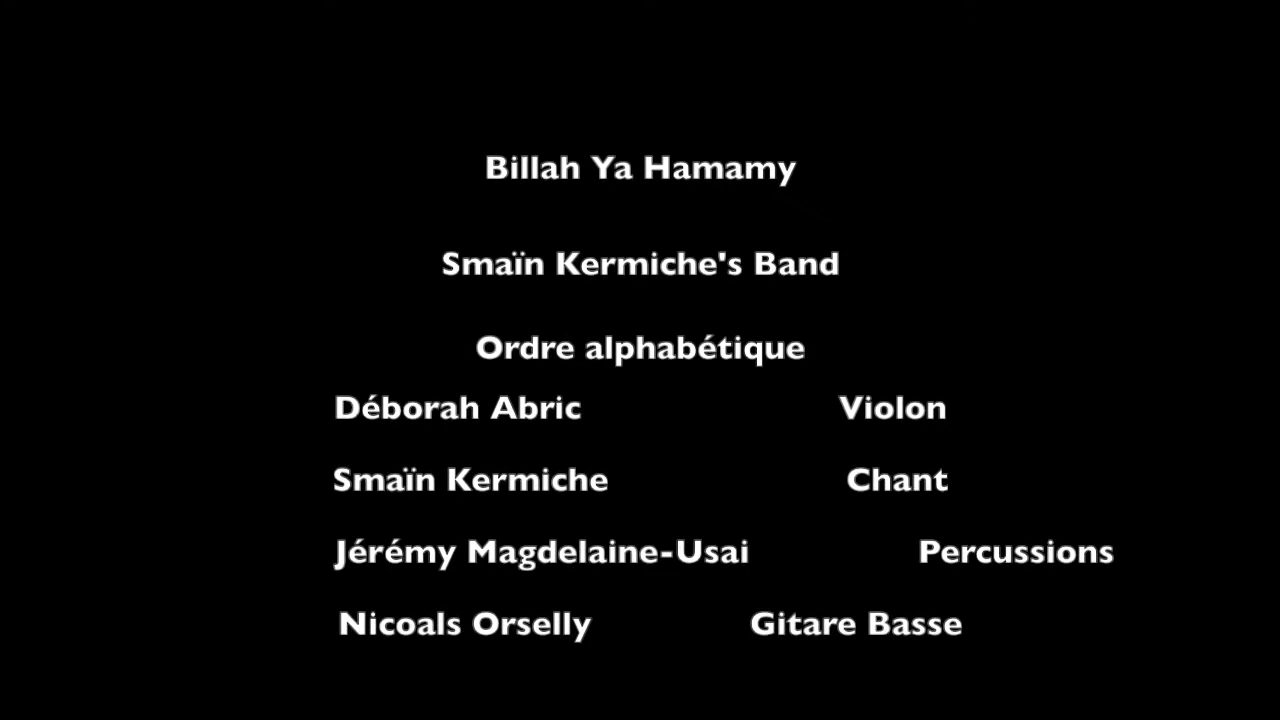 Billah Ya Hamamy
Smaïn Kermiche's Band
Ordre alphabétique
Déborah Abric Violon
Smaïn Kermiche Chant
Jérémy Magdelaine-Usai Percussions
Nicoals Orselly Gitare Basse